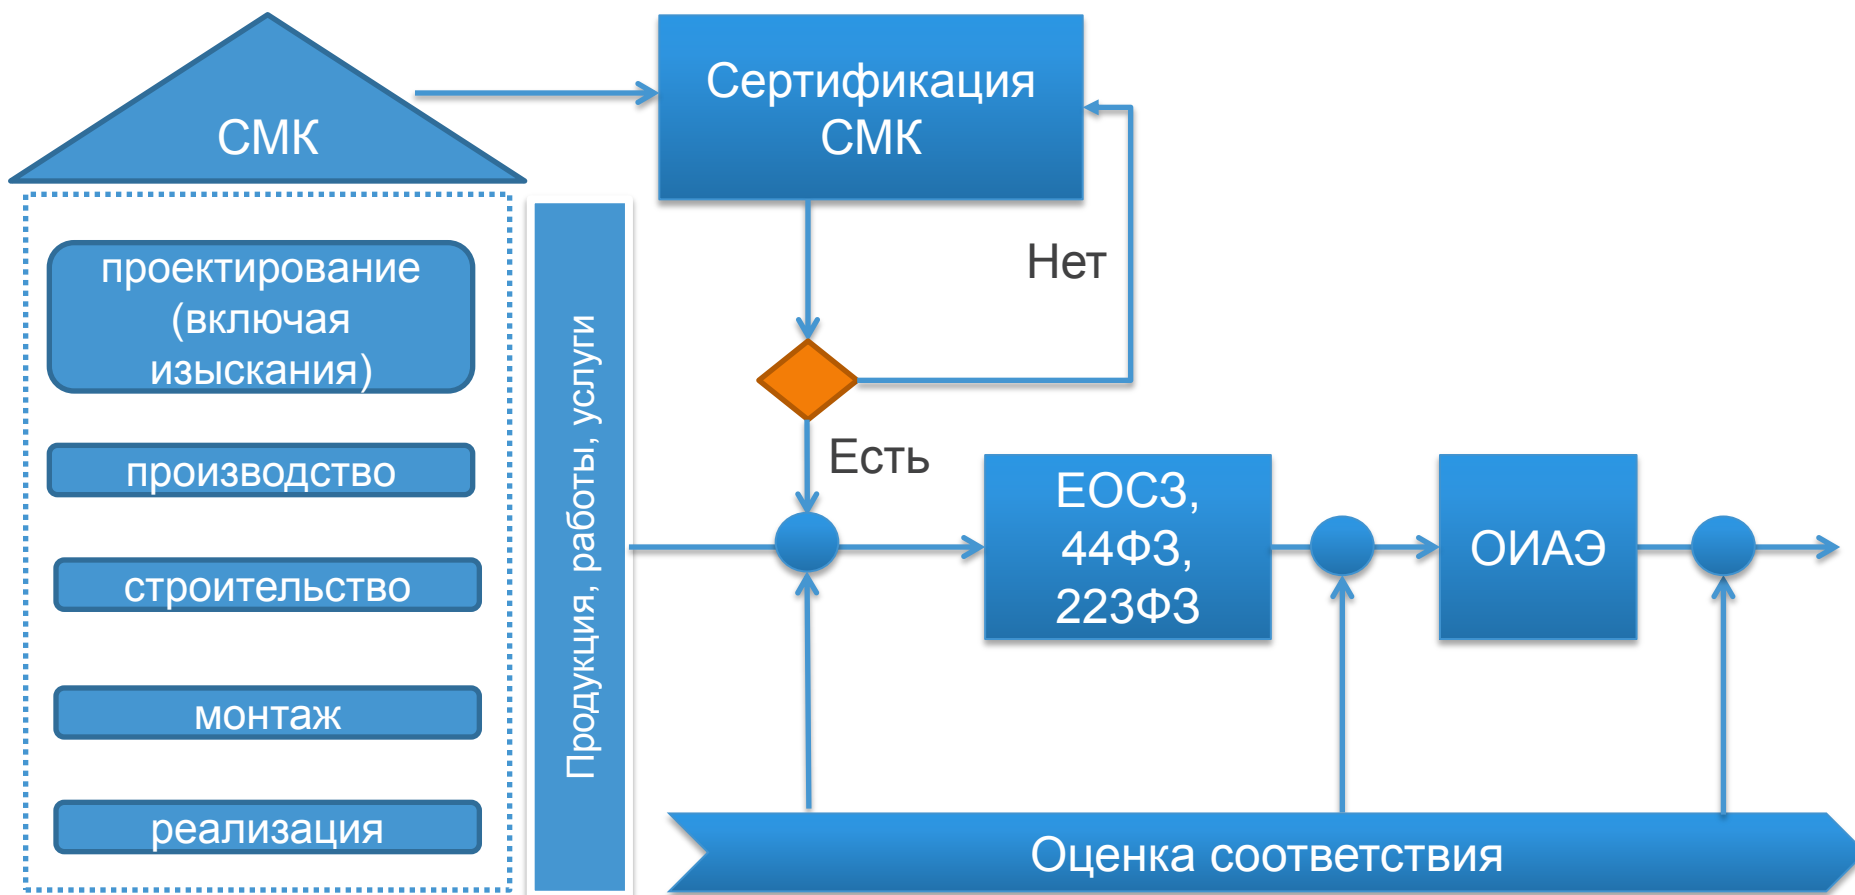 СМК
Сертификация
СМК
проектирование
(включая
изыскания)
производство
строительство
монтаж
реализация
Продукция, работы, услуги
Нет
Есть
ЕОСЗ,
44ФЗ,
223ФЗ
ОИАЭ
Оценка соответствия